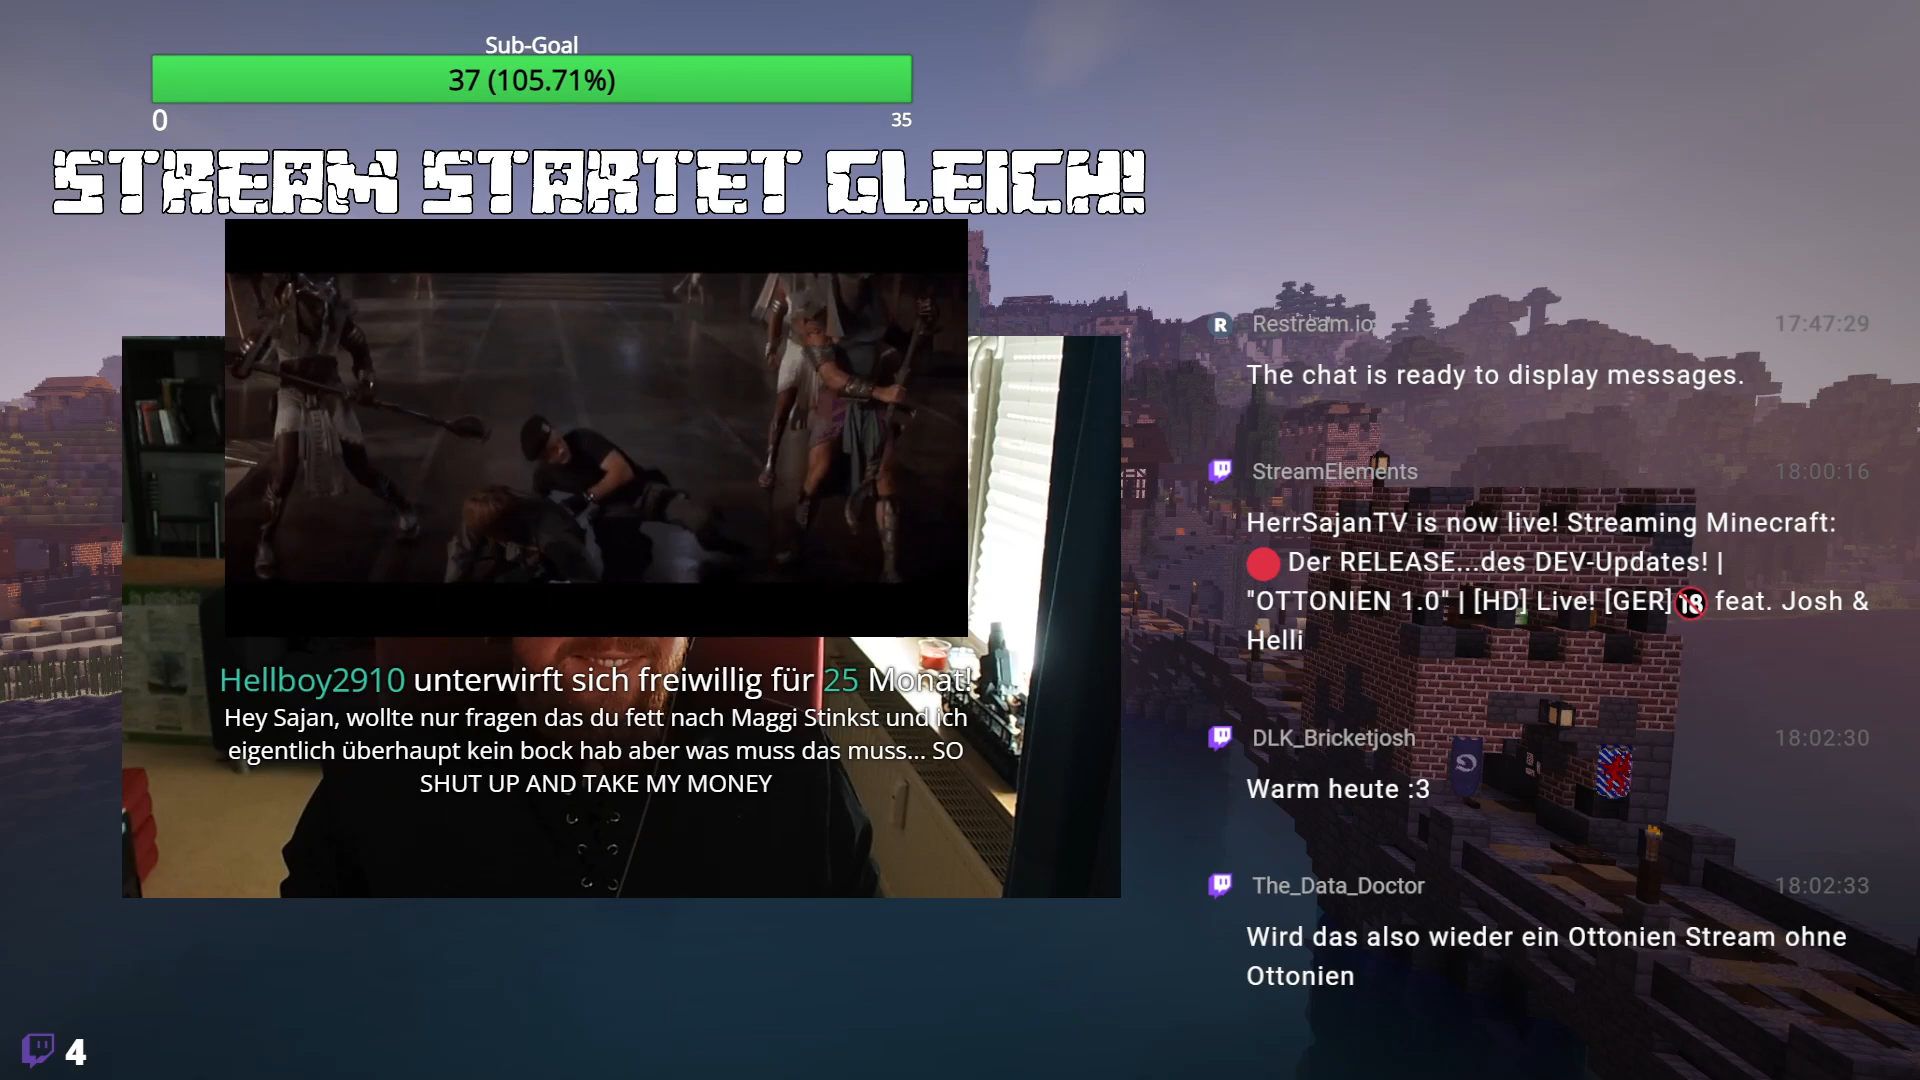 Sub-Goal
37 (105.71%)
0
35
STREAM STARTET GLEICH!
Hellboy2910 unterwirft sich freiwillig für 25 Monat!
Hey Sajan, wollte nur fragen das du fett nach Maggi Stinkst und ich
eigentlich überhaupt kein bock hab aber was muss das muss... SO
SHUT UP AND TAKE MY MONEY
R Restream.io 17:47:29
The chat is ready to display messages.
StreamElements 18:00:16
HerrSajanTV is now live! Streaming Minecraft:
🔴 Der RELEASE...des DEV-Updates! |
"OTTONIEN 1.0" | [HD] Live! [GER]🔞 feat. Josh &
Helli
DLK_Bricketjosh 18:02:30
Warm heute :3
The_Data_Doctor 18:02:33
Wird das also wieder ein Ottonien Stream ohne
Ottonien
4